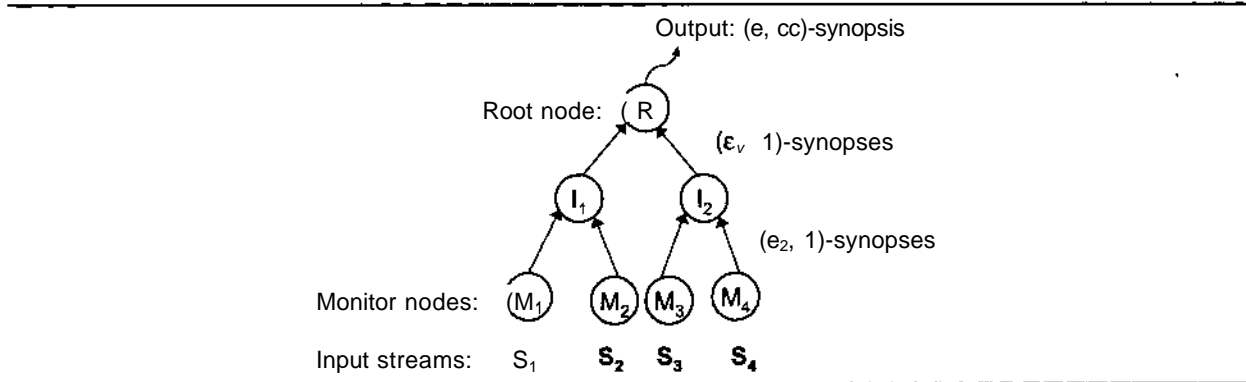 Output: (e, cc)-synopsis
Root node: (R
(ε_v 1)-synopses
I₁ I₂
(e₂, 1)-synopses
Monitor nodes: (M₁ M₂ M₃ M₄
Input streams: S₁ S₂ S₃ S₄